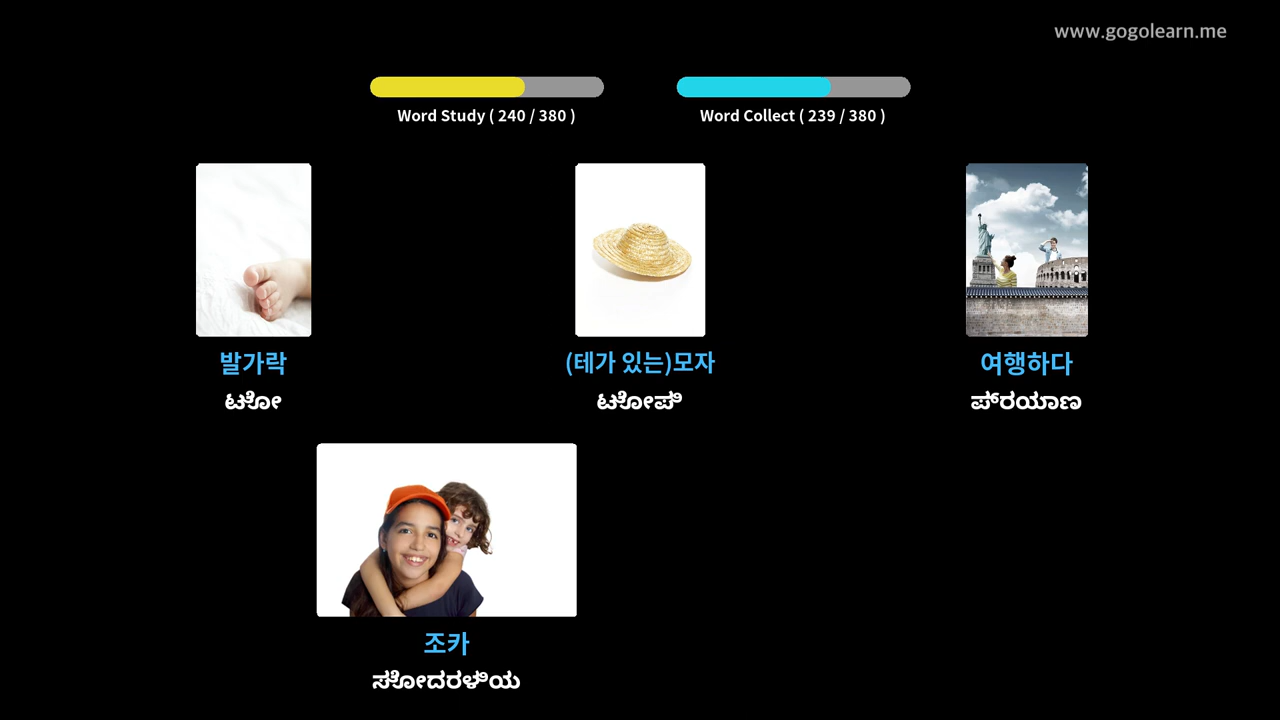 www.gogolearn.me
Word Study ( 240 / 380 )
Word Collect ( 239 / 380 )
발가락
ಟೋ
(테가 있는)모자
ಟೋಪಿ
여행하다
ಪ್ರಯಾಣ
조카
ಸೋದರಳಿಯ